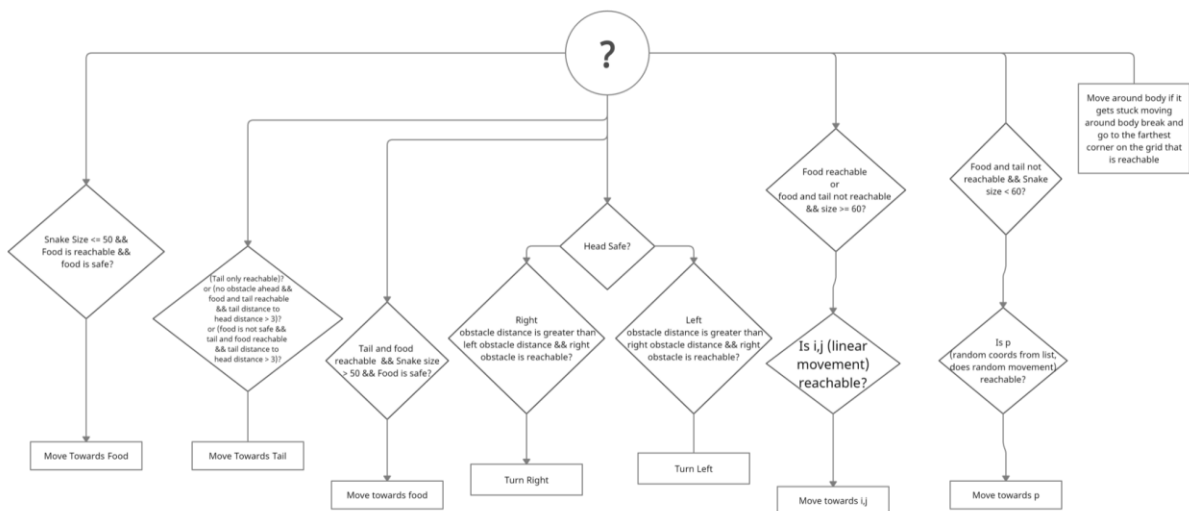 ?
Move around body if it
gets stuck moving
around body break and
go to the farthest
corner on the grid that
is reachable
Food reachable
or
food and tail not reachable
&& size >= 60?
Food and tail not
reachable && Snake
size < 60?
Snake Size <= 50 &&
Food is reachable &&
food is safe?
Head Safe?
(Tail only reachable)?
or (no obstacle ahead &&
food and tail reachable
&& tail distance to
head distance > 3)?
or (food is not safe &&
tail and food reachable
&& tail distance to
head distance > 3)?
Tail and food
reachable && Snake size
> 50 && Food is safe?
Right
obstacle distance is greater than
left obstacle distance && right
obstacle is reachable?
Left
obstacle distance is greater than
right obstacle distance && right
obstacle is reachable?
Is i,j (linear
movement)
reachable?
Is p
(random coords from list,
does random movement)
reachable?
Move Towards Food
Move Towards Tail
Move towards food
Turn Right
Turn Left
Move towards i,j
Move towards p